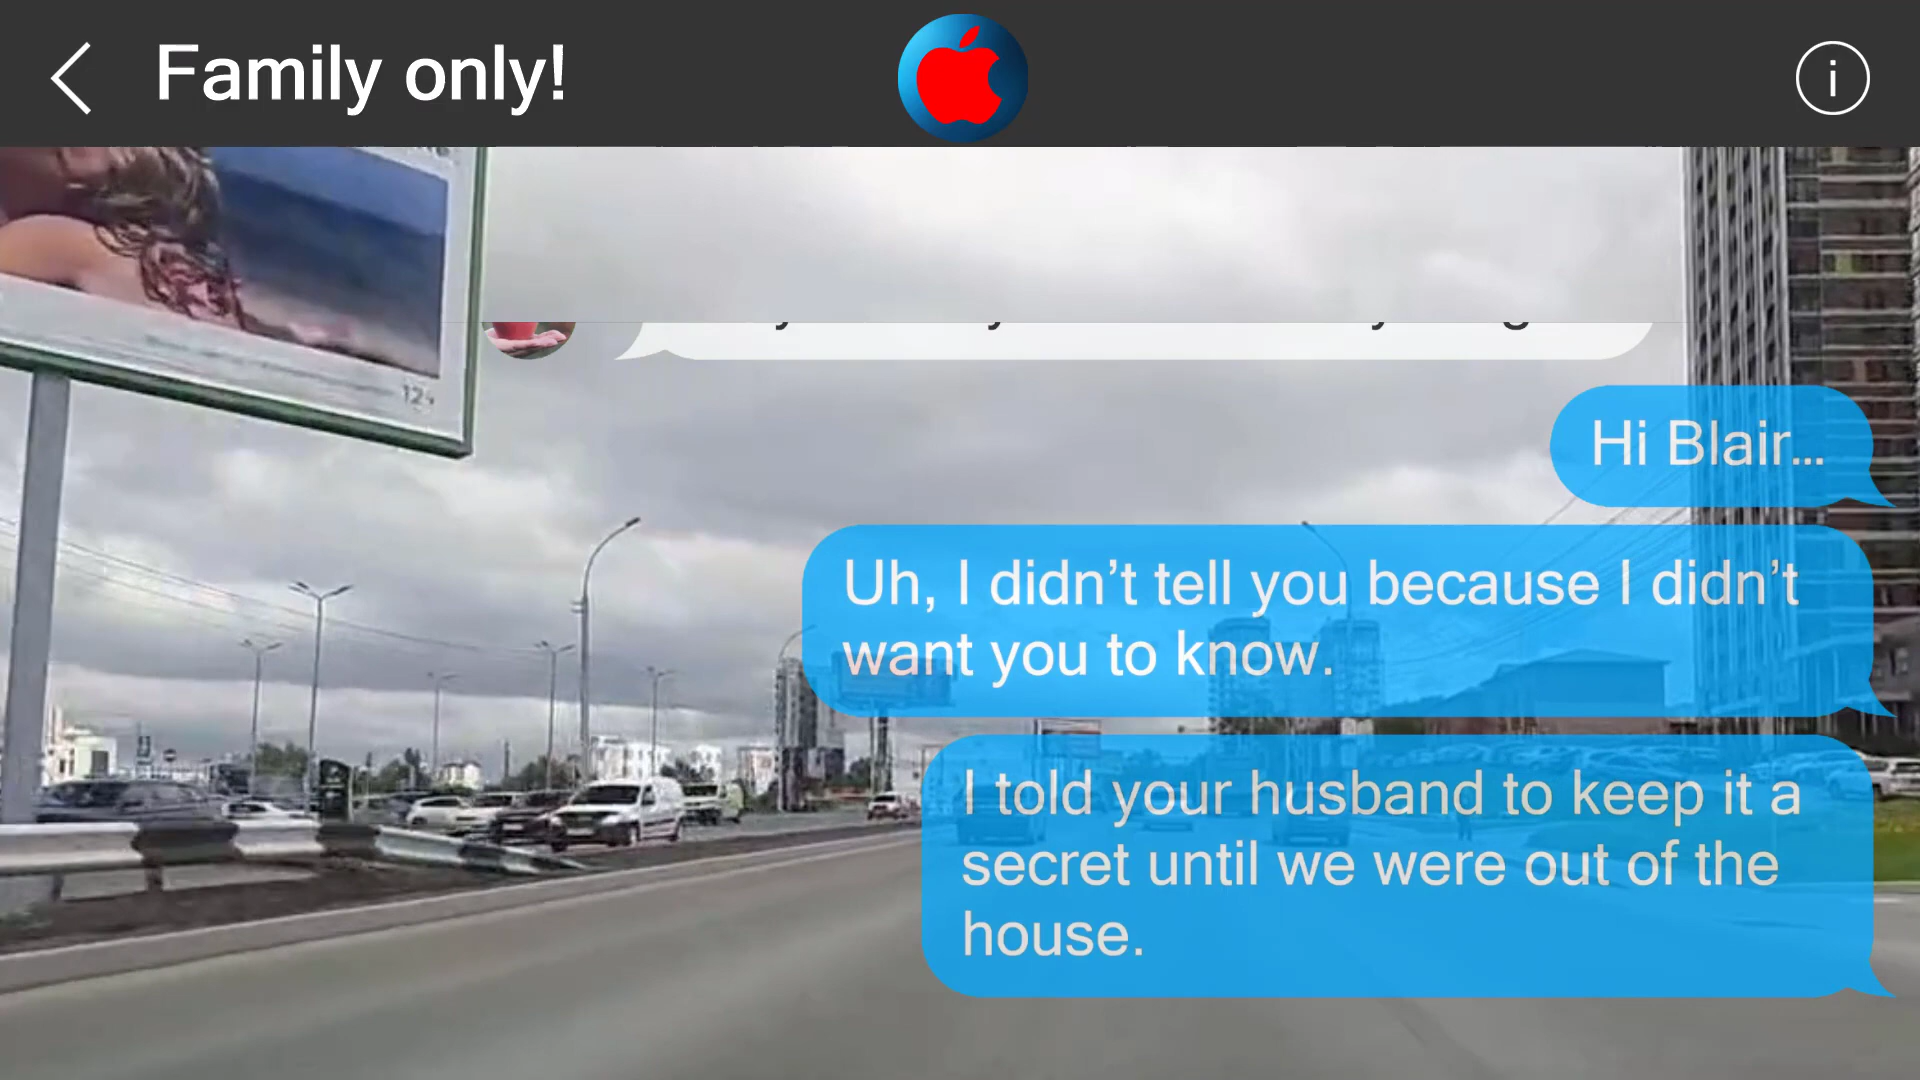 Family only!
Hi Blair...
Uh, I didn’t tell you because I didn’t
want you to know.
I told your husband to keep it a
secret until we were out of the
house.
12+